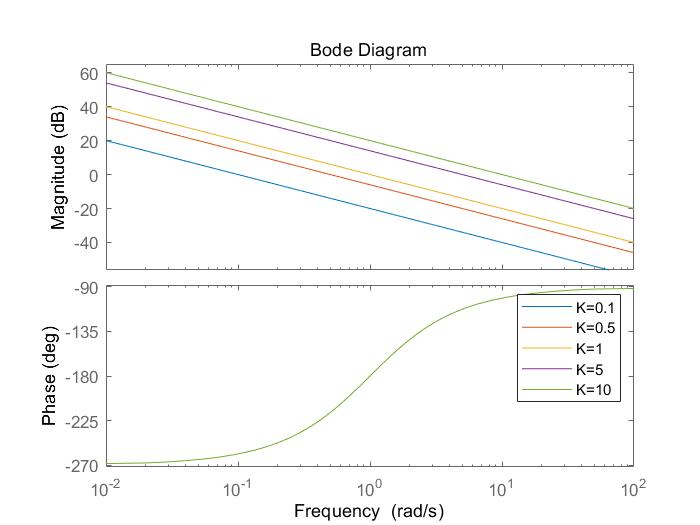 Bode Diagram
Magnitude (dB)
60
40
20
0
-20
-40
Phase (deg)
-90
-135
-180
-225
-270
K=0.1
K=0.5
K=1
K=5
K=10
10^-2 10^-1 10^0 10^1 10^2
Frequency (rad/s)